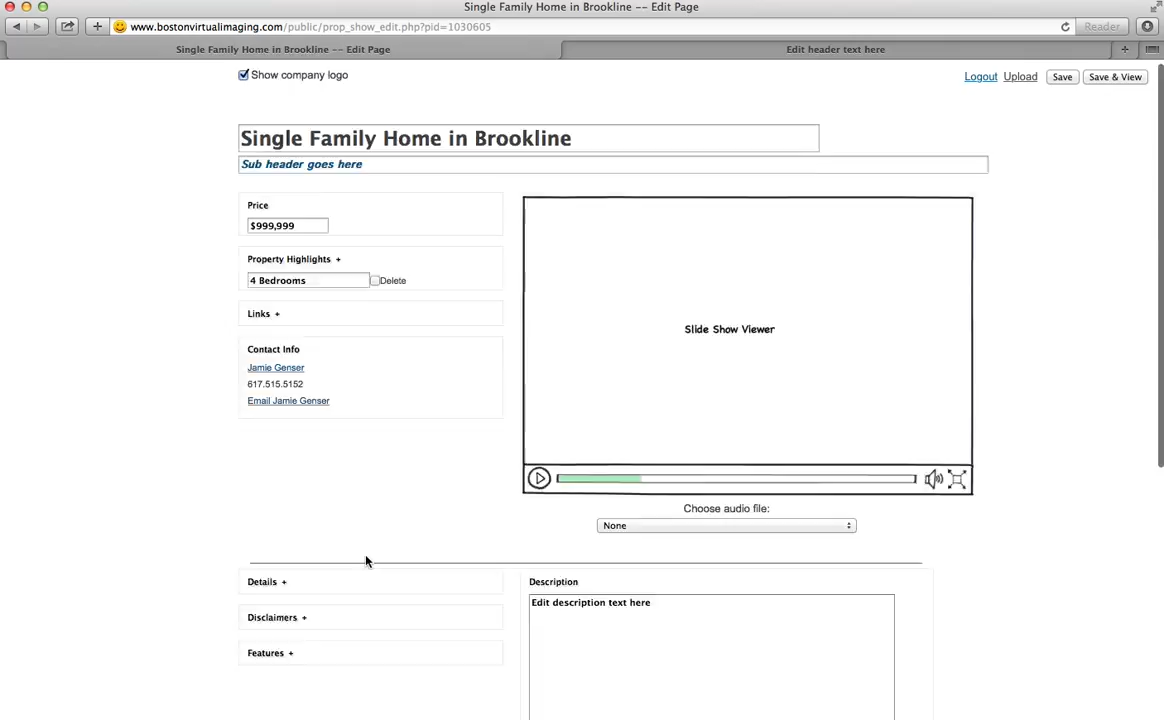 Single Family Home in Brookline -- Edit Page
www.bostonvirtualimaging.com/public/prop_show_edit.php?pid=1030605
Reader
Single Family Home in Brookline -- Edit Page
Edit header text here
+
Show company logo
Logout Upload Save Save & View
Single Family Home in Brookline
Sub header goes here
Price
$999,999
Property Highlights +
4 Bedrooms Delete
Links +
Contact Info
Jamie Genser
617.515.5152
Email Jamie Genser
Slide Show Viewer
Choose audio file:
None
Details +
Disclaimers +
Features +
Description
Edit description text here